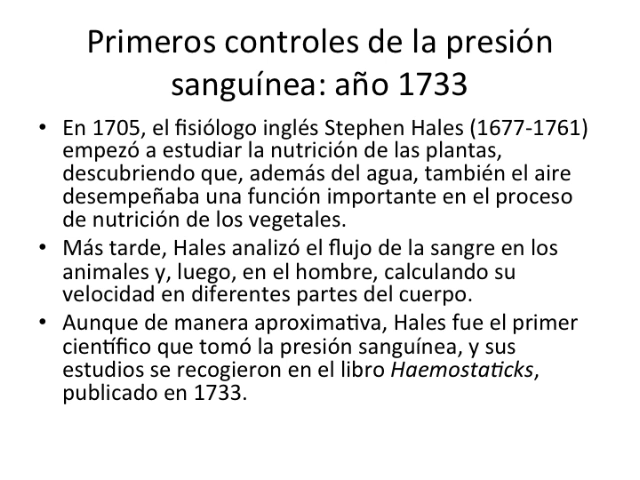 Primeros controles de la presión
sanguínea: año 1733
• En 1705, el fisiólogo inglés Stephen Hales (1677-1761)
empezó a estudiar la nutrición de las plantas,
descubriendo que, además del agua, también el aire
desempeñaba una función importante en el proceso
de nutrición de los vegetales.
• Más tarde, Hales analizó el flujo de la sangre en los
animales y, luego, en el hombre, calculando su
velocidad en diferentes partes del cuerpo.
• Aunque de manera aproximativa, Hales fue el primer
científico que tomó la presión sanguínea, y sus
estudios se recogieron en el libro Haemostaticks,
publicado en 1733.